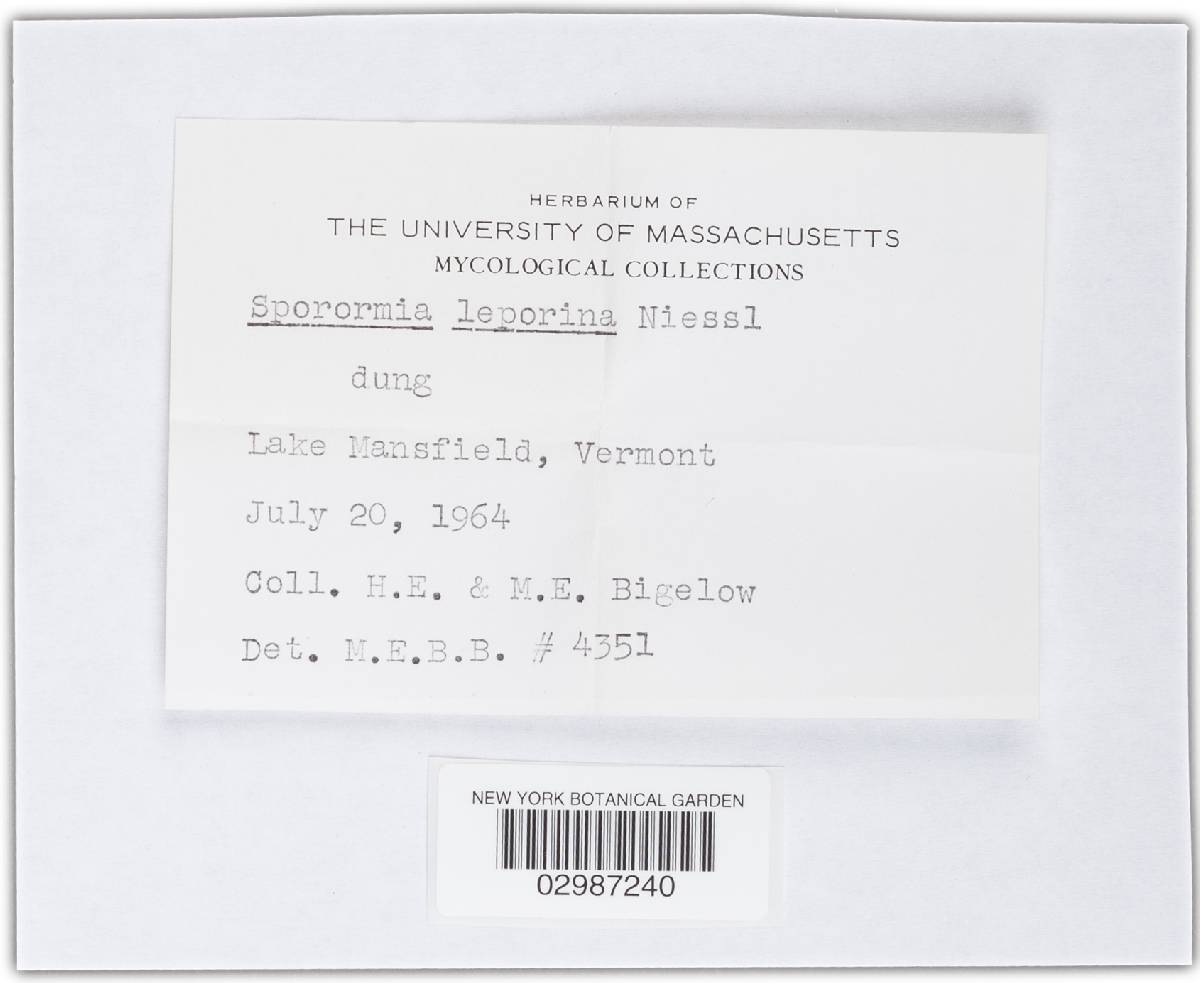 HERBARIUM OF
THE UNIVERSITY OF MASSACHUSETTS
MYCOLOGICAL COLLECTIONS
Sporormia leporina Niessl
dung
Lake Mansfield, Vermont
July 20, 1964
Coll. H.E. & M.E. Bigelow
Det. M.E.B.B. # 4351
NEW YORK BOTANICAL GARDEN
02987240